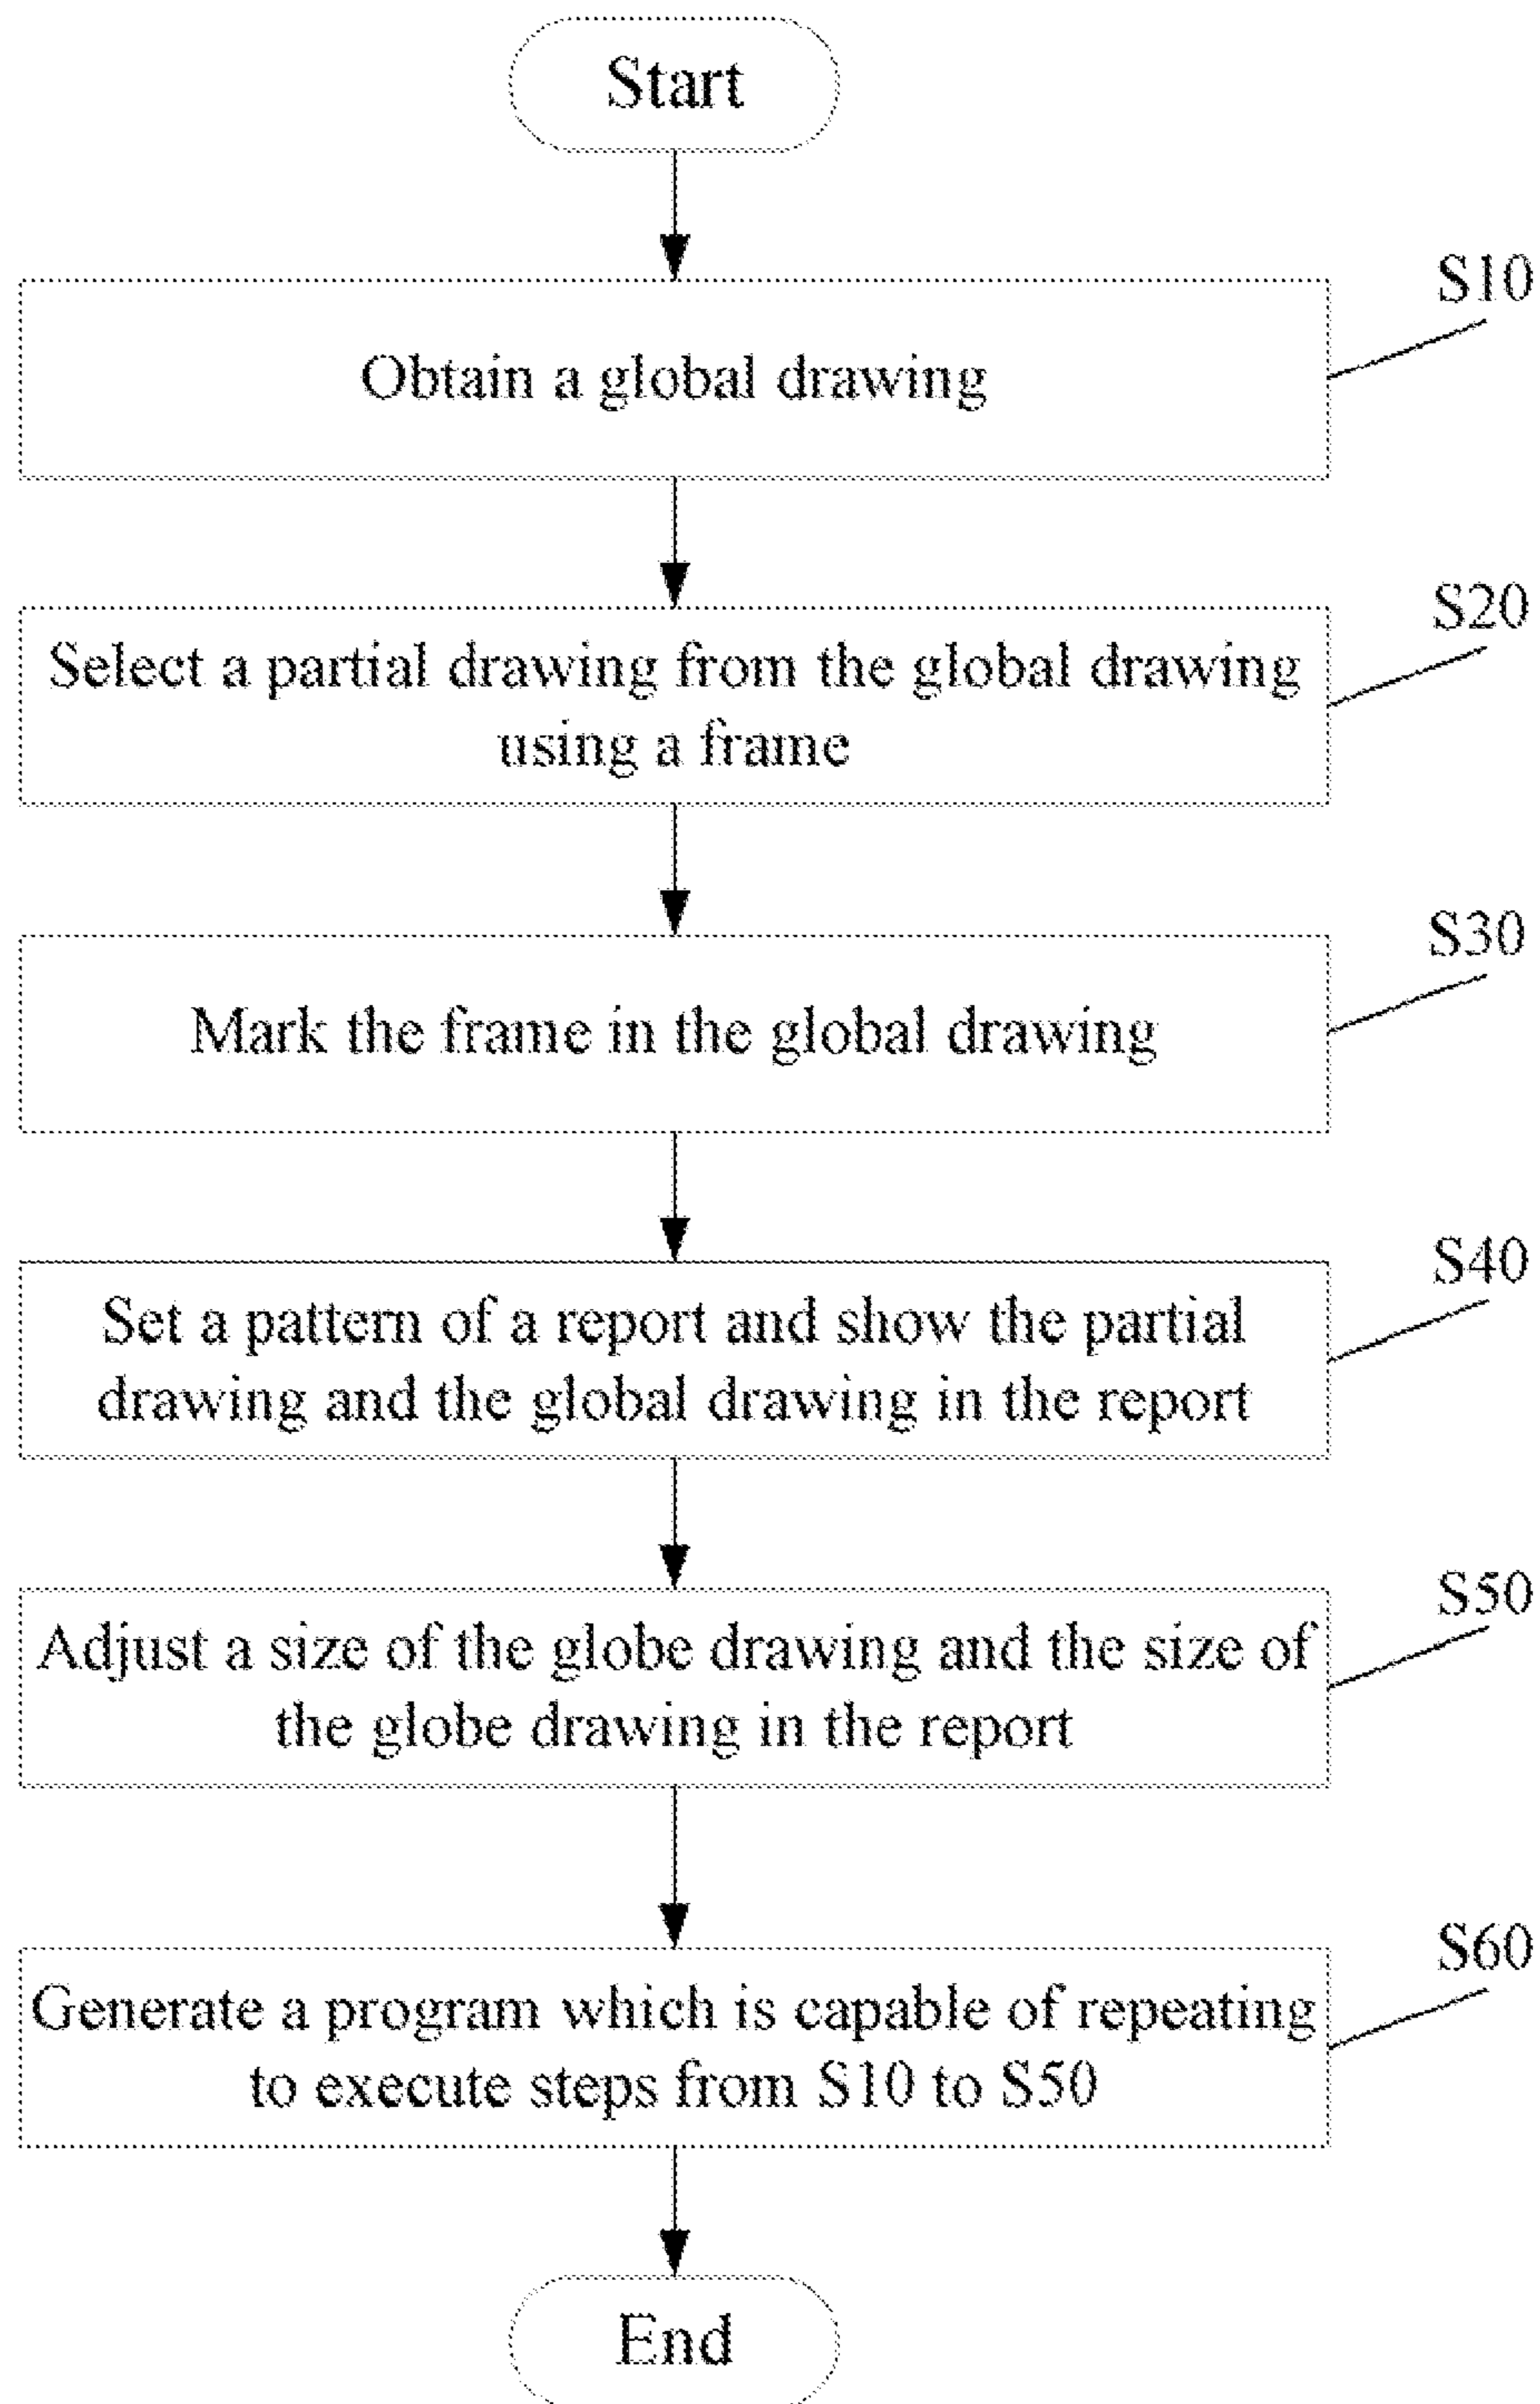 Start
S10
Obtain a global drawing
S20
Select a partial drawing from the global drawing
using a frame
S30
Mark the frame in the global drawing
S40
Set a pattern of a report and show the partial
drawing and the global drawing in the report
S50
Adjust a size of the globe drawing and the size of
the globe drawing in the report
S60
Generate a program which is capable of repeating
to execute steps from S10 to S50
End